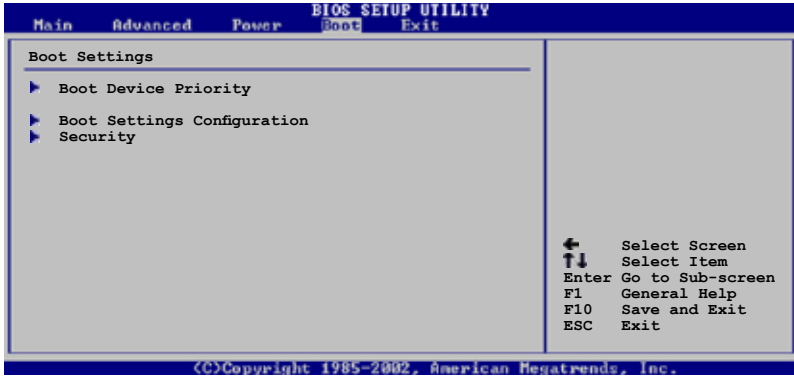 BIOS SETUP UTILITY
Main Advanced Power Boot Exit
Boot Settings
Boot Device Priority
Boot Settings Configuration
Security
← Select Screen
↑↓ Select Item
Enter Go to Sub-screen
F1 General Help
F10 Save and Exit
ESC Exit
(C)Copyright 1985-2002, American Megatrends, Inc.